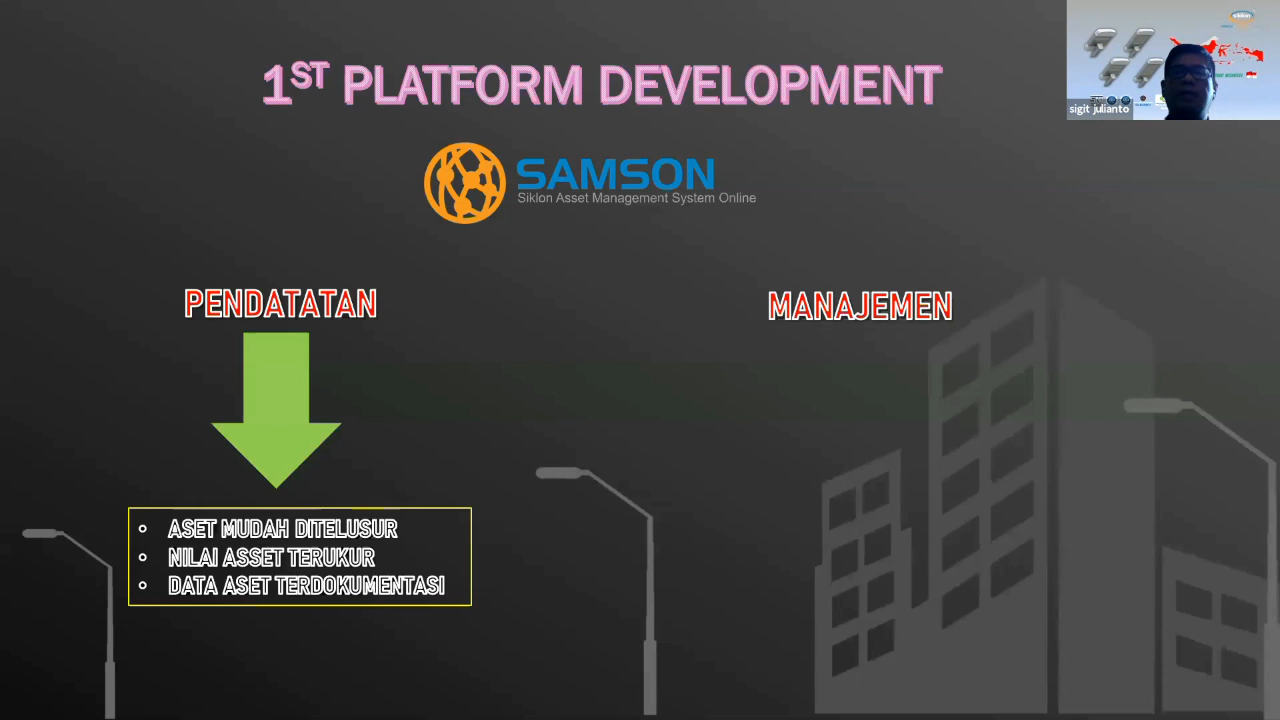 1ST PLATFORM DEVELOPMENT
SAMSON
Siklon Asset Management System Online
PENDATATAN
MANAJEMEN
ASET MUDAH DITELUSUR
NILAI ASSET TERUKUR
DATA ASET TERDOKUMENTASI
sigit julianto